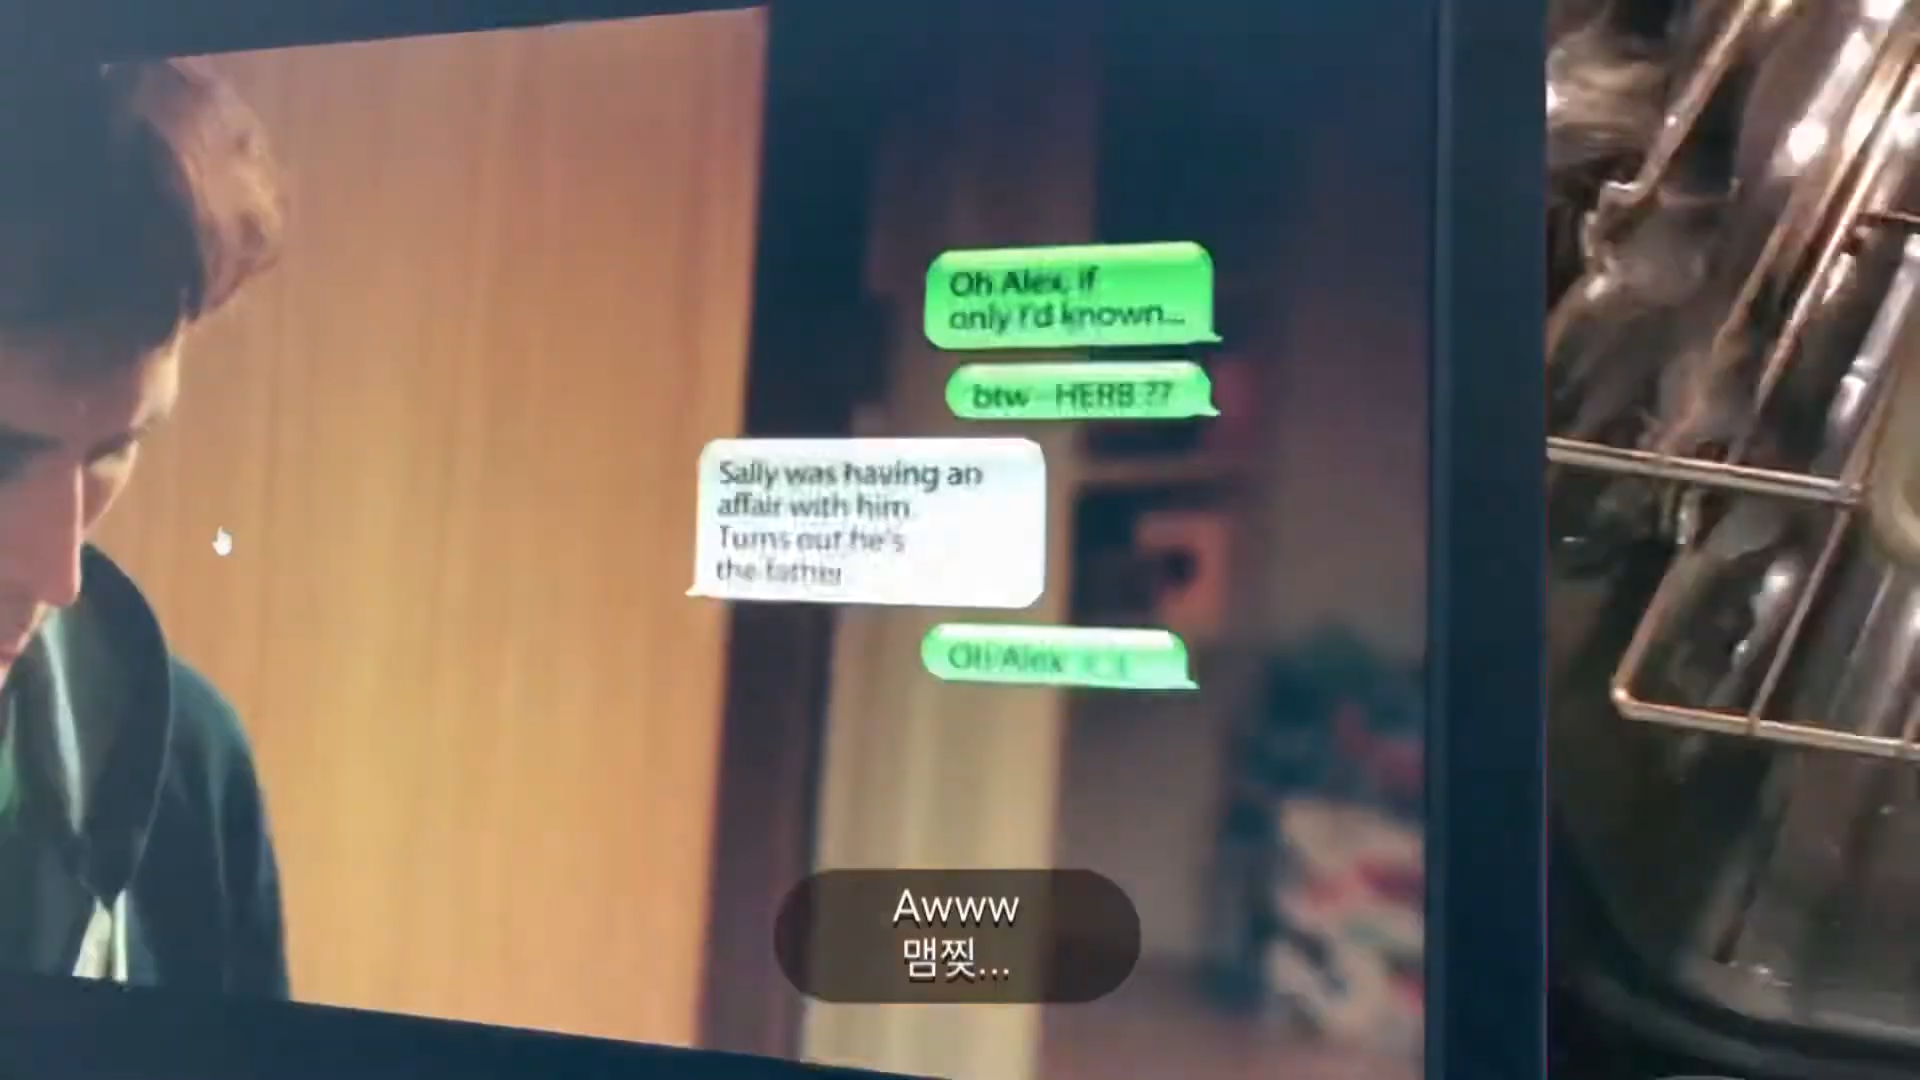 Oh Alex, if
only I'd known...
btw - HERB ??
Sally was having an
affair with him.
Turns out he's
the father
Oh Alex
Awww
맴찢...